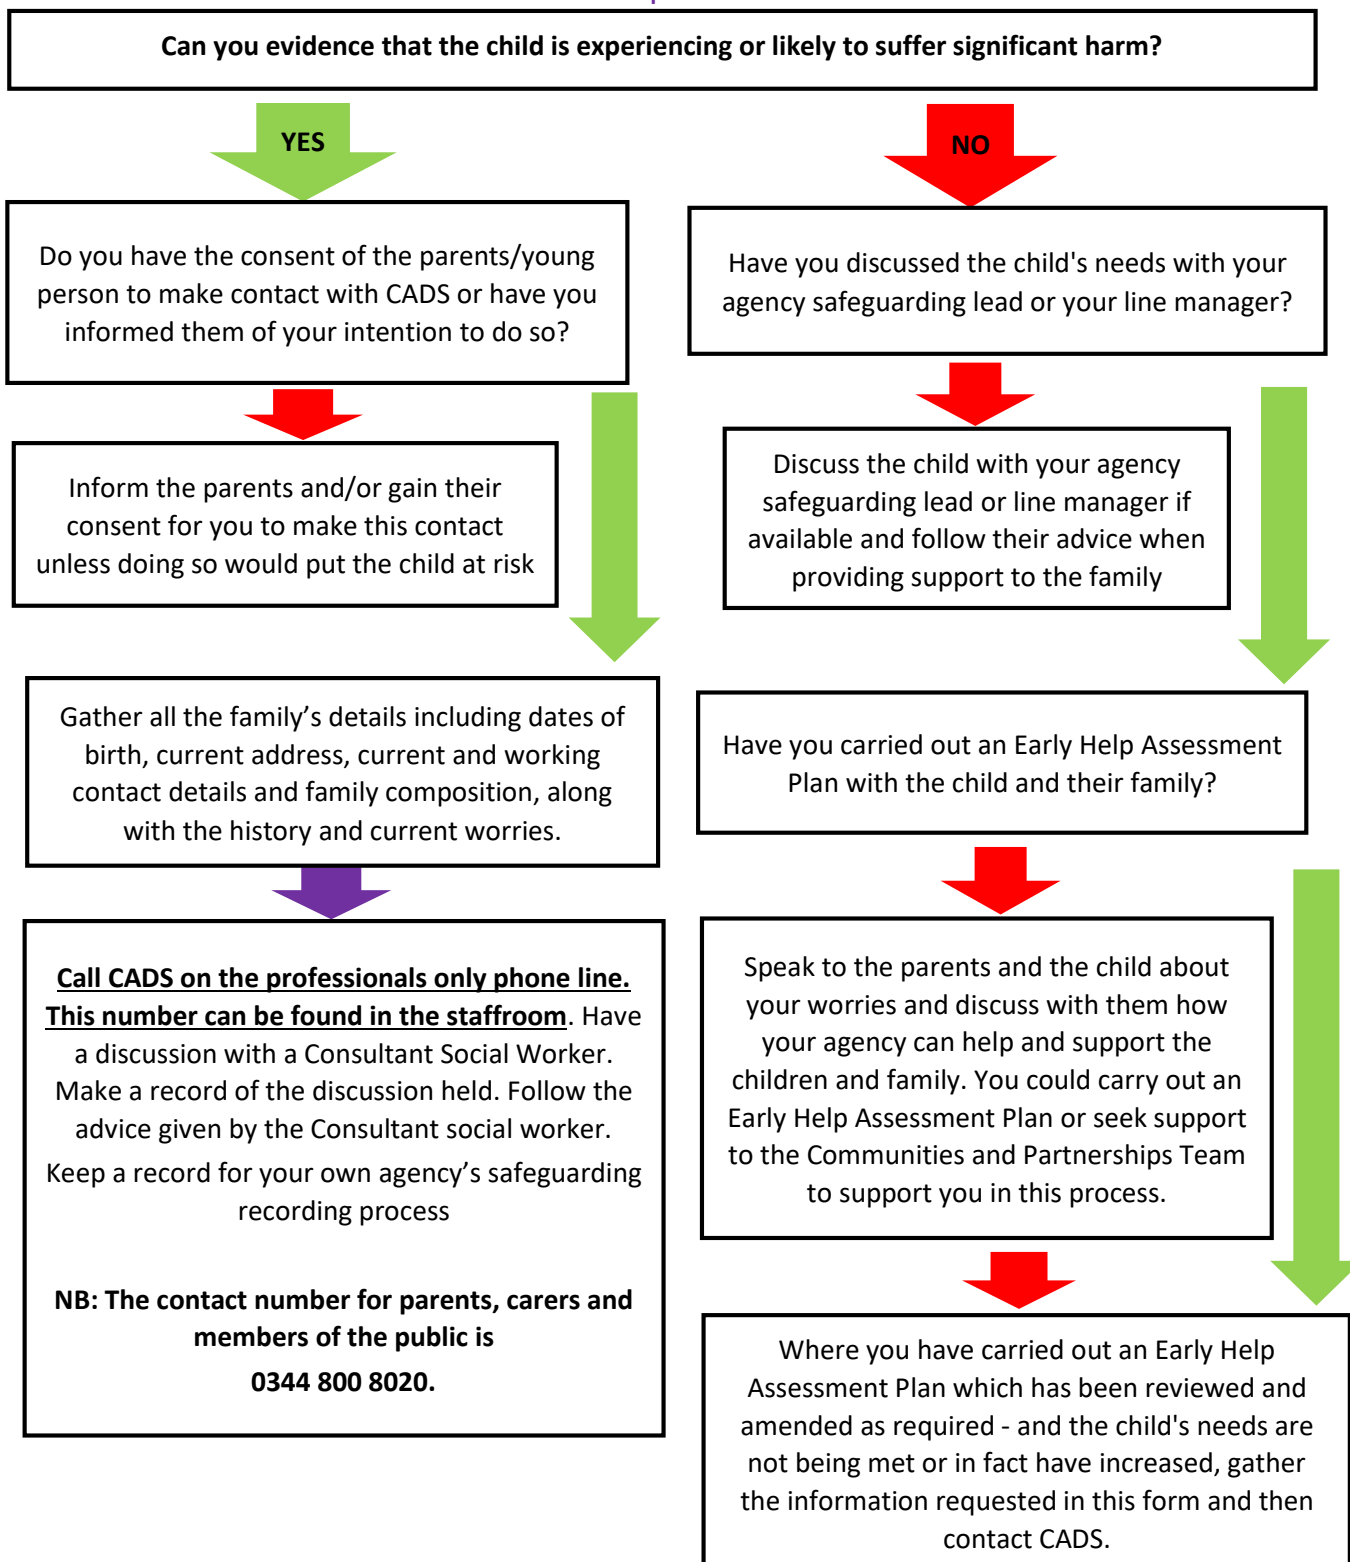 Can you evidence that the child is experiencing or likely to suffer significant harm?
YES
NO
Do you have the consent of the parents/young
person to make contact with CADS or have you
informed them of your intention to do so?
Have you discussed the child's needs with your
agency safeguarding lead or your line manager?
Inform the parents and/or gain their
consent for you to make this contact
unless doing so would put the child at risk
Discuss the child with your agency
safeguarding lead or line manager if
available and follow their advice when
providing support to the family
Gather all the family’s details including dates of
birth, current address, current and working
contact details and family composition, along
with the history and current worries.
Have you carried out an Early Help Assessment
Plan with the child and their family?
Call CADS on the professionals only phone line.
This number can be found in the staffroom. Have
a discussion with a Consultant Social Worker.
Make a record of the discussion held. Follow the
advice given by the Consultant social worker.
Keep a record for your own agency’s safeguarding
recording process
NB: The contact number for parents, carers and
members of the public is
0344 800 8020.
Speak to the parents and the child about
your worries and discuss with them how
your agency can help and support the
children and family. You could carry out an
Early Help Assessment Plan or seek support
to the Communities and Partnerships Team
to support you in this process.
Where you have carried out an Early Help
Assessment Plan which has been reviewed and
amended as required - and the child's needs are
not being met or in fact have increased, gather
the information requested in this form and then
contact CADS.